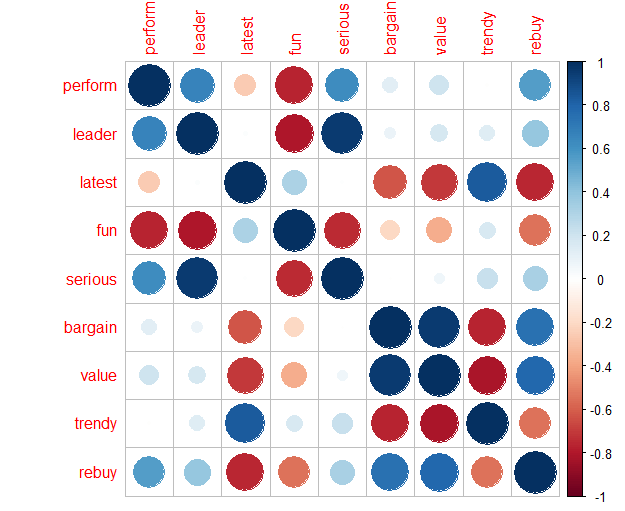 perform leader latest fun serious bargain value trendy rebuy
perform
leader
latest
fun
serious
bargain
value
trendy
rebuy
1
0.8
0.6
0.4
0.2
0
-0.2
-0.4
-0.6
-0.8
-1